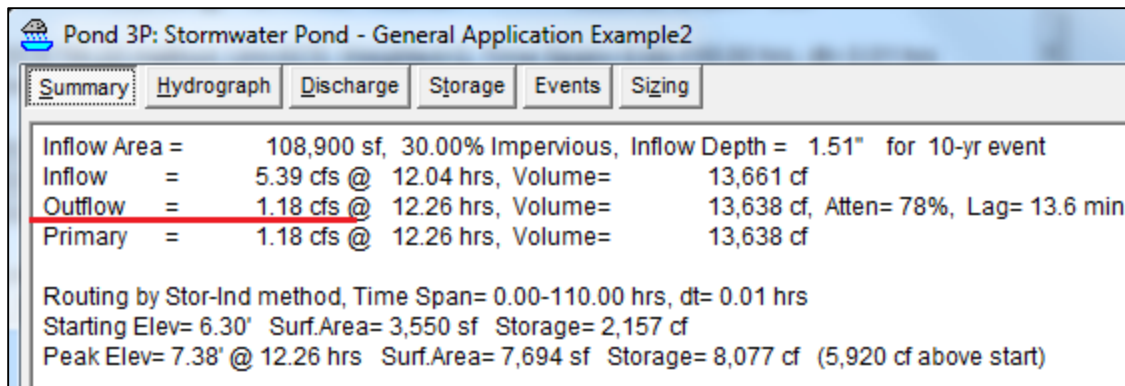 Pond 3P: Stormwater Pond - General Application Example2
Summary Hydrograph Discharge Storage Events Sizing
Inflow Area = 108,900 sf, 30.00% Impervious, Inflow Depth = 1.51" for 10-yr event
Inflow = 5.39 cfs @ 12.04 hrs, Volume= 13,661 cf
Outflow = 1.18 cfs @ 12.26 hrs, Volume= 13,638 cf, Atten= 78%, Lag= 13.6 min
Primary = 1.18 cfs @ 12.26 hrs, Volume= 13,638 cf
Routing by Stor-Ind method, Time Span= 0.00-110.00 hrs, dt= 0.01 hrs
Starting Elev= 6.30' Surf.Area= 3,550 sf Storage= 2,157 cf
Peak Elev= 7.38' @ 12.26 hrs Surf.Area= 7,694 sf Storage= 8,077 cf (5,920 cf above start)